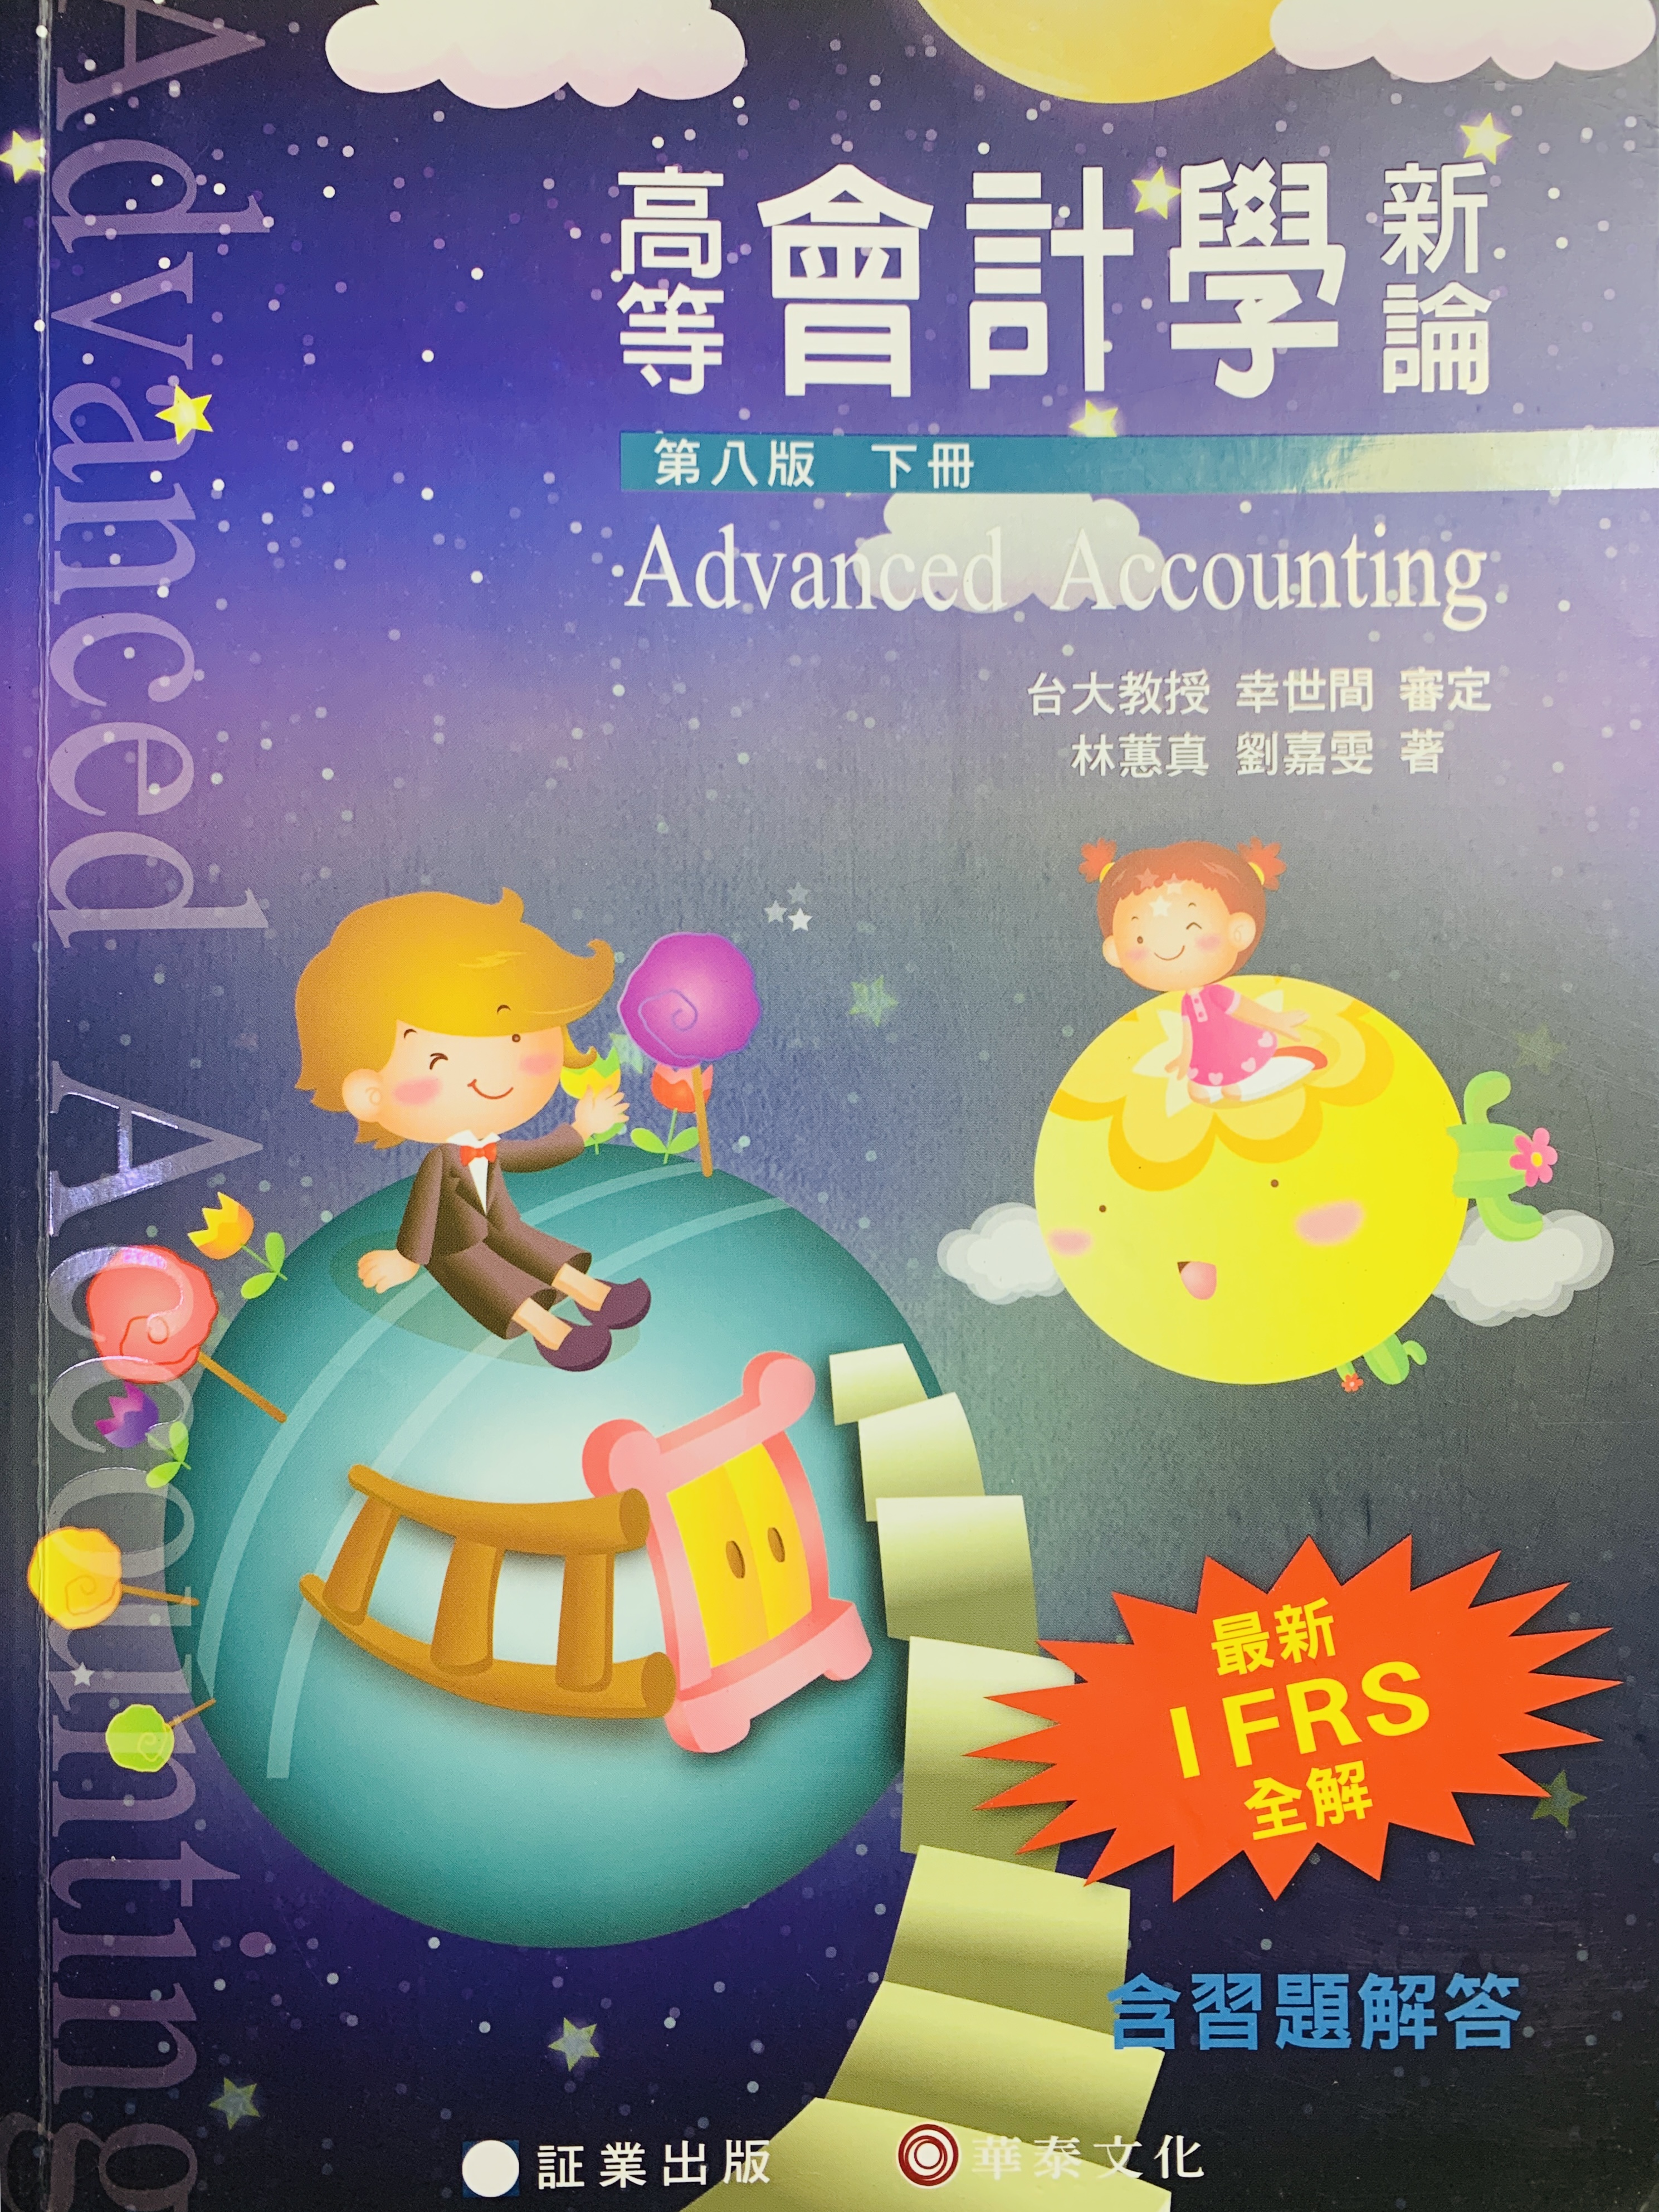 Advanced Accounting
高等 會計學 新論
第八版 下冊
Advanced Accounting
台大教授 幸世間 審定
林蕙真 劉嘉雯 著
最新
IFRS
全解
含習題解答
証業出版 華泰文化